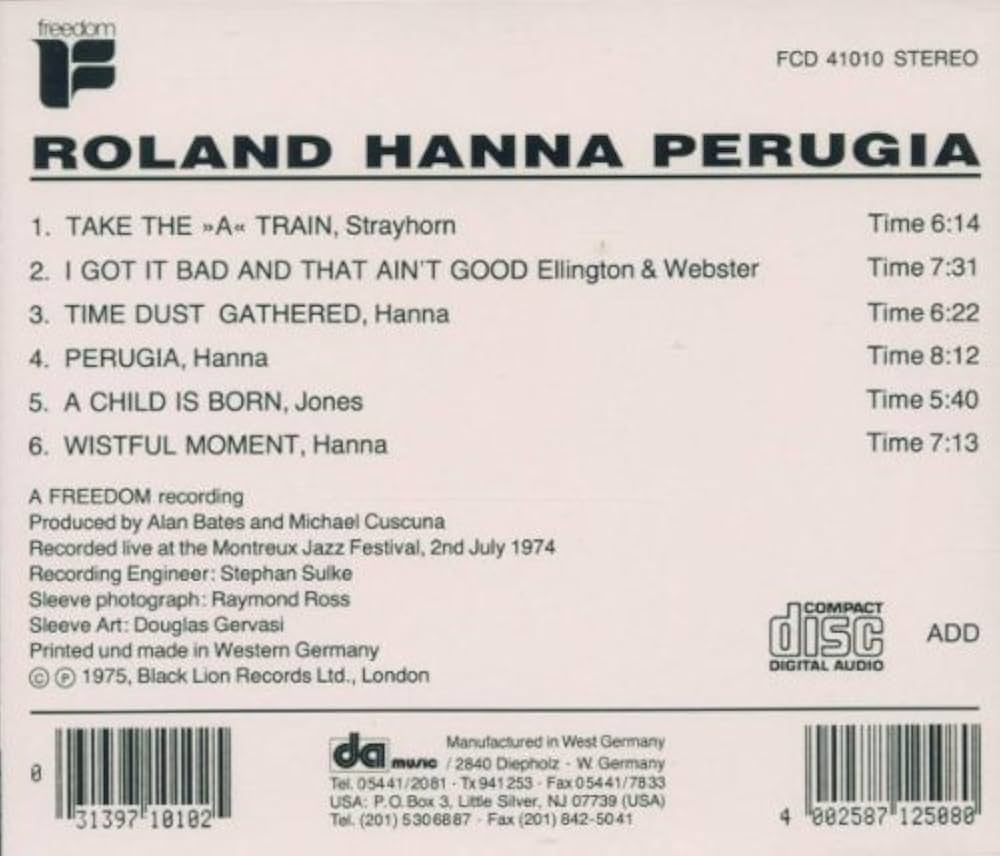 freedom
FCD 41010 STEREO
ROLAND HANNA PERUGIA
1. TAKE THE »A« TRAIN, Strayhorn Time 6:14
2. I GOT IT BAD AND THAT AIN'T GOOD Ellington & Webster Time 7:31
3. TIME DUST GATHERED, Hanna Time 6:22
4. PERUGIA, Hanna Time 8:12
5. A CHILD IS BORN, Jones Time 5:40
6. WISTFUL MOMENT, Hanna Time 7:13
A FREEDOM recording
Produced by Alan Bates and Michael Cuscuna
Recorded live at the Montreux Jazz Festival, 2nd July 1974
Recording Engineer: Stephan Sulke
Sleeve photograph: Raymond Ross
Sleeve Art: Douglas Gervasi
Printed und made in Western Germany
© ℗ 1975, Black Lion Records Ltd., London
COMPACT
disc
DIGITAL AUDIO
ADD
0 31397 10102
da music
Manufactured in West Germany
/ 2840 Diepholz · W. Germany
Tel. 05441/2081 · Tx 941253 · Fax 05441/7833
USA: P.O. Box 3, Little Silver, NJ 07739 (USA)
Tel. (201) 5306887 · Fax (201) 842-5041
4 002587 125080